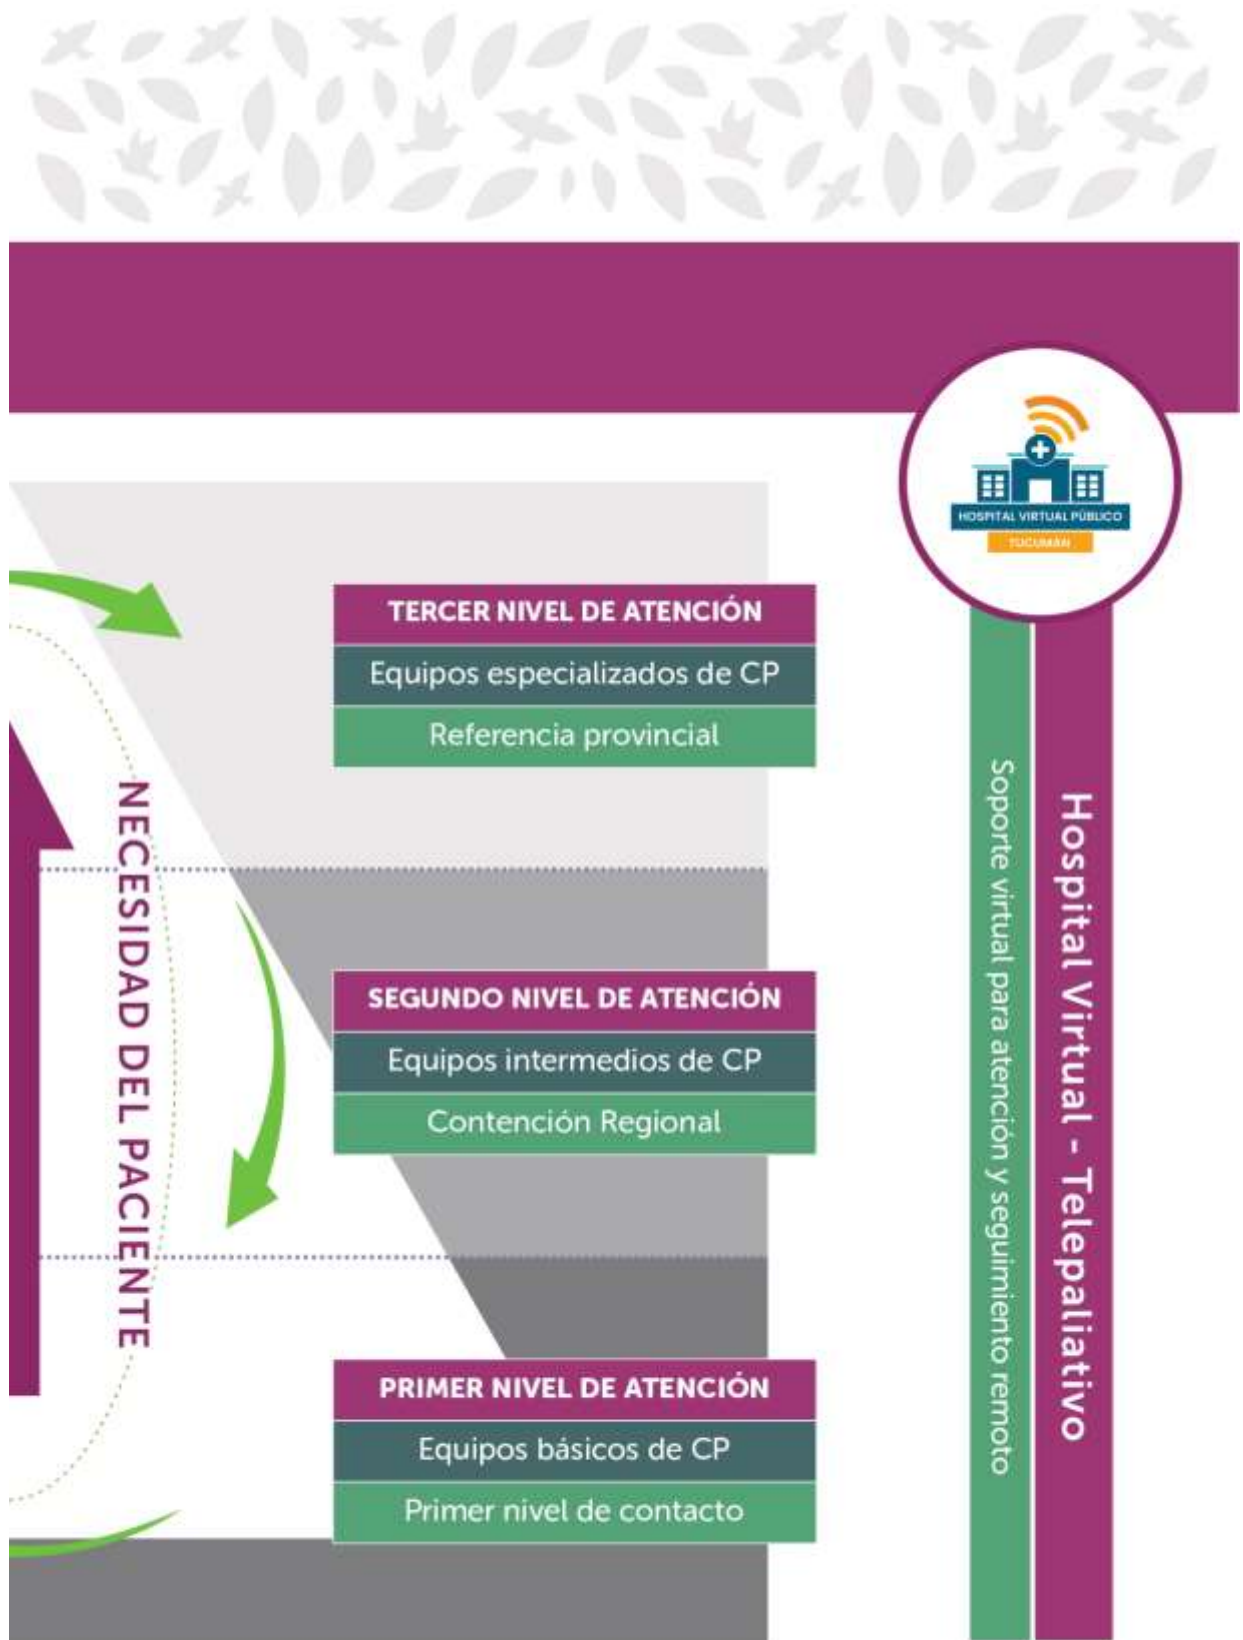 HOSPITAL VIRTUAL PÚBLICO
TUCUMÁN
TERCER NIVEL DE ATENCIÓN
Equipos especializados de CP
Referencia provincial
NECESIDAD DEL PACIENTE
SEGUNDO NIVEL DE ATENCIÓN
Equipos intermedios de CP
Contención Regional
PRIMER NIVEL DE ATENCIÓN
Equipos básicos de CP
Primer nivel de contacto
Hospital Virtual - Telepaliativo
Soporte virtual para atención y seguimiento remoto